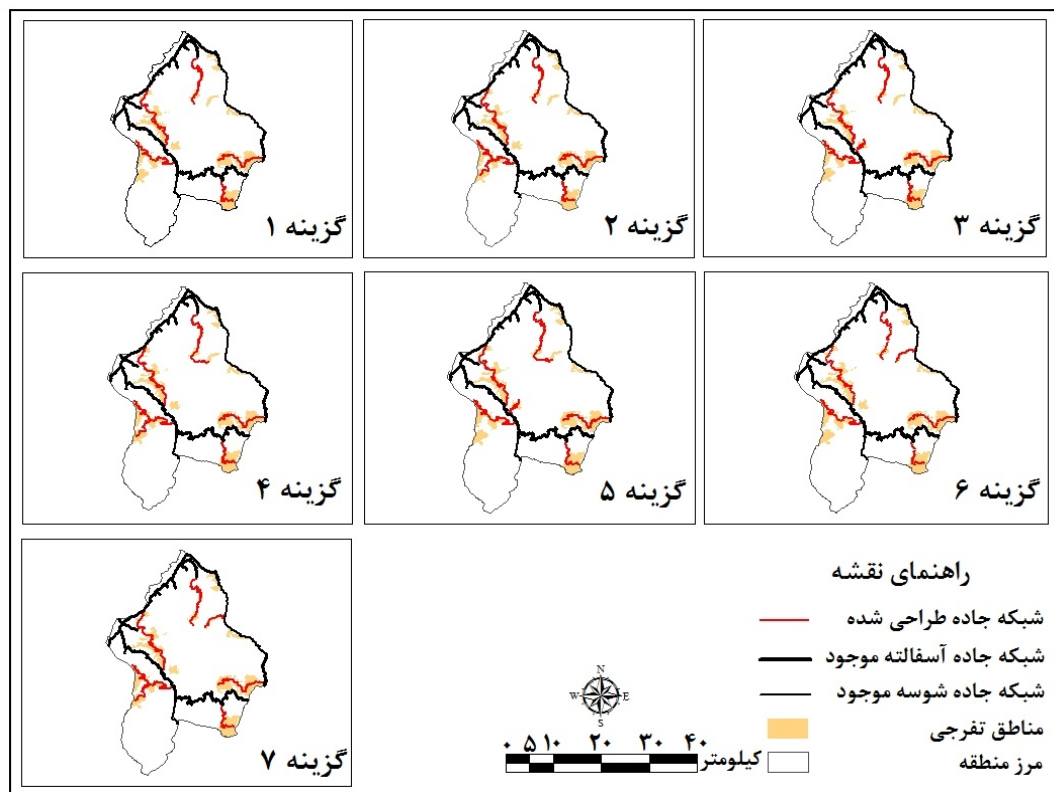 گزینه ۱
گزینه ۲
گزینه ۳
گزینه ۴
گزینه ۵
گزینه ۶
گزینه ۷
راهنمای نقشه
شبکه جاده طراحی شده
شبکه جاده آسفالته موجود
شبکه جاده شوسه موجود
مناطق تفرجی
مرز منطقه
N
W E
S
۰ ۵ ۱۰ ۲۰ ۳۰ ۴۰
کیلومتر